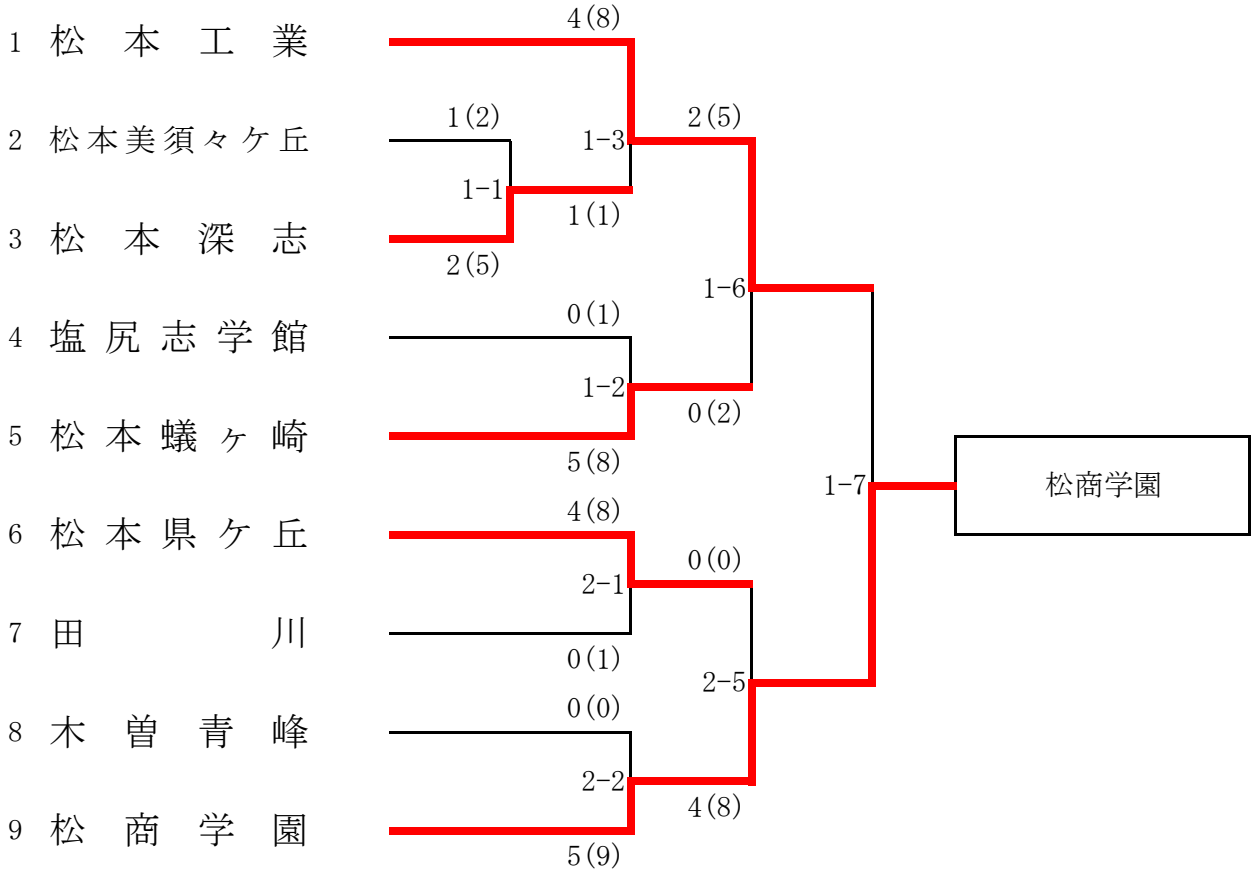 4(8)
1 松本工業
1(2)
2(5)
2 松本美須々ケ丘
1-3
1-1
1(1)
3 松本深志
2(5)
1-6
0(1)
4 塩尻志学館
1-2
0(2)
5 松本蟻ヶ崎
5(8)
1-7
松商学園
4(8)
6 松本県ケ丘
0(0)
2-1
7 田川
0(1)
2-5
0(0)
8 木曽青峰
2-2
4(8)
9 松商学園
5(9)